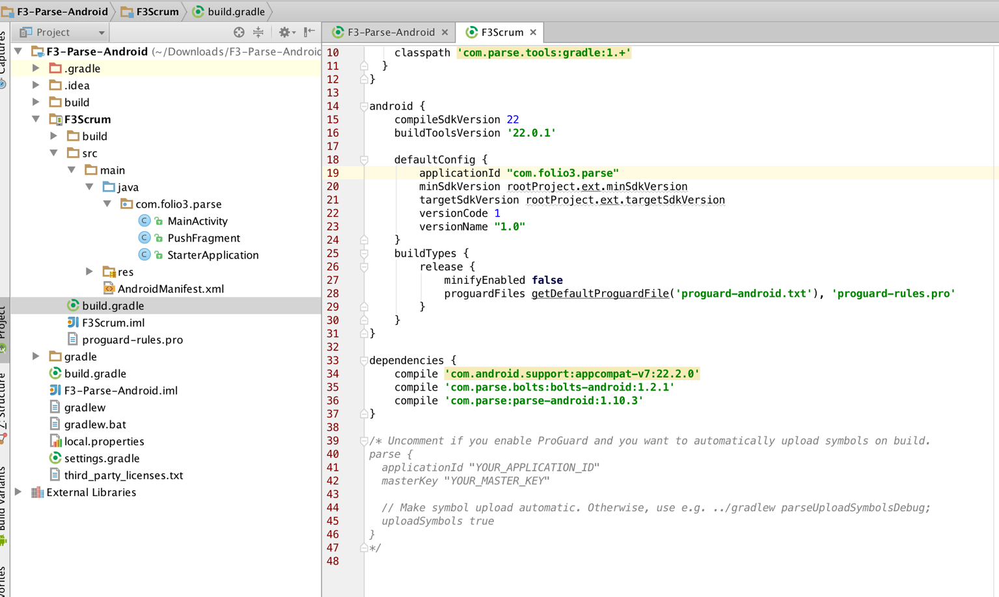 F3-Parse-Android
F3Scrum
build.gradle
Captures
Project
Z: Structure
Build Variants
Project
F3-Parse-Android (~/Downloads/F3-Parse-Android
.gradle
.idea
build
F3Scrum
build
src
main
java
com.folio3.parse
MainActivity
PushFragment
StarterApplication
res
AndroidManifest.xml
build.gradle
F3Scrum.iml
proguard-rules.pro
gradle
build.gradle
F3-Parse-Android.iml
gradlew
gradlew.bat
local.properties
settings.gradle
third_party_licenses.txt
External Libraries
F3-Parse-Android
F3Scrum
10 classpath 'com.parse.tools:gradle:1.+'
11 }
12 }
13
14 android {
15 compileSdkVersion 22
16 buildToolsVersion '22.0.1'
17
18 defaultConfig {
19 applicationId "com.folio3.parse"
20 minSdkVersion rootProject.ext.minSdkVersion
21 targetSdkVersion rootProject.ext.targetSdkVersion
22 versionCode 1
23 versionName "1.0"
24 }
25 buildTypes {
26 release {
27 minifyEnabled false
28 proguardFiles getDefaultProguardFile('proguard-android.txt'), 'proguard-rules.pro'
29 }
30 }
31 }
32
33 dependencies {
34 compile 'com.android.support:appcompat-v7:22.2.0'
35 compile 'com.parse.bolts:bolts-android:1.2.1'
36 compile 'com.parse:parse-android:1.10.3'
37 }
38
39 /* Uncomment if you enable ProGuard and you want to automatically upload symbols on build.
40 parse {
41 applicationId "YOUR_APPLICATION_ID"
42 masterKey "YOUR_MASTER_KEY"
43
44 // Make symbol upload automatic. Otherwise, use e.g. ../gradlew parseUploadSymbolsDebug;
45 uploadSymbols true
46 }
47 */
48